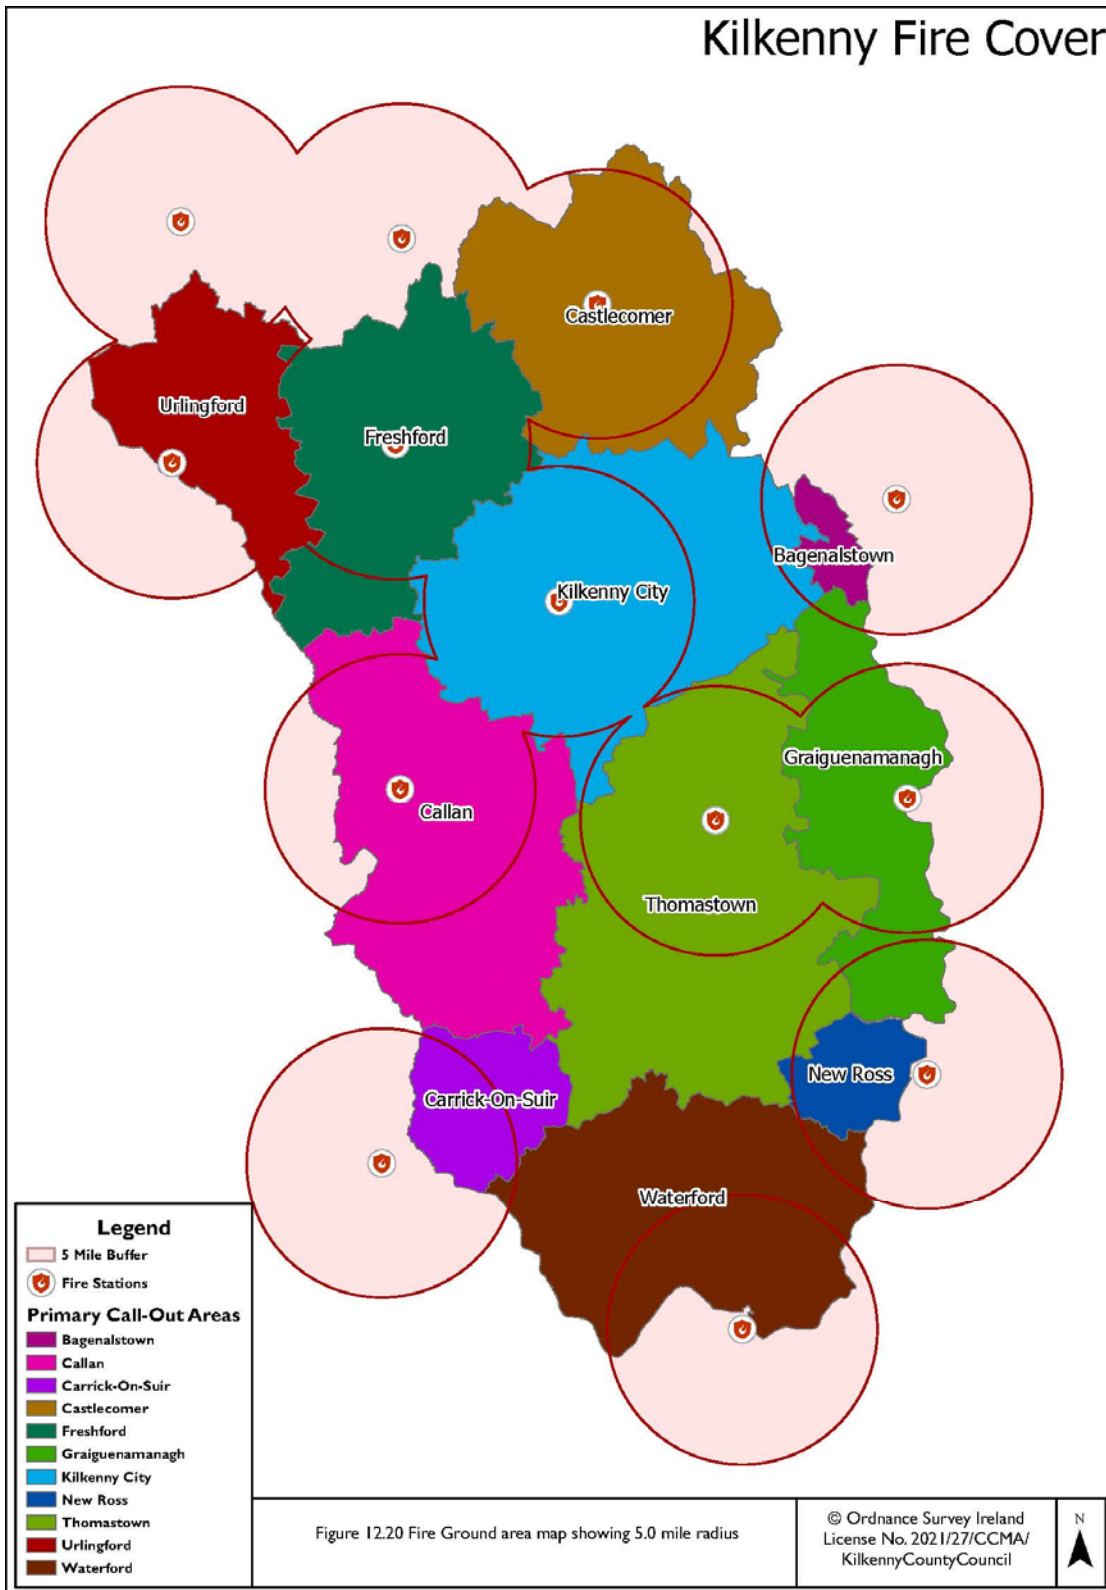 Kilkenny Fire Cover
Castlecomer
Urlingford
Freshford
Bagenalstown
Kilkenny City
Graiguenamanagh
Callan
Thomastown
New Ross
Carrick-On-Suir
Waterford
Legend
5 Mile Buffer
Fire Stations
Primary Call-Out Areas
Bagenalstown
Callan
Carrick-On-Suir
Castlecomer
Freshford
Graiguenamanagh
Kilkenny City
New Ross
Thomastown
Urlingford
Waterford
Figure 12.20 Fire Ground area map showing 5.0 mile radius
© Ordnance Survey Ireland
License No. 2021/27/CCMA/
KilkennyCountyCouncil
N